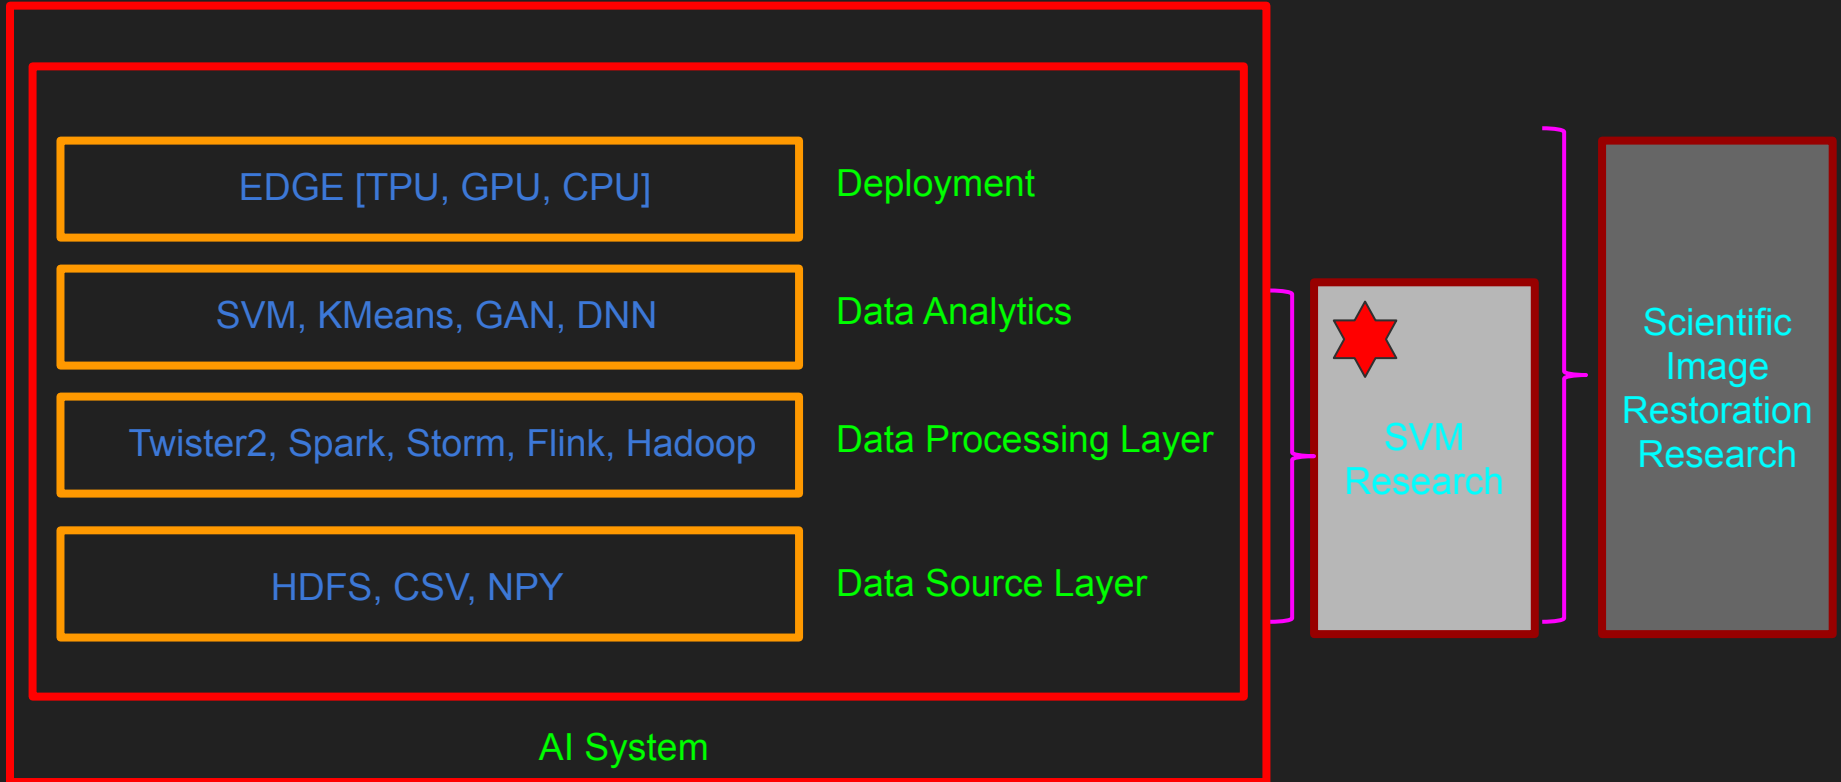 EDGE [TPU, GPU, CPU]
Deployment
SVM, KMeans, GAN, DNN
Data Analytics
Twister2, Spark, Storm, Flink, Hadoop
Data Processing Layer
HDFS, CSV, NPY
Data Source Layer
AI System
SVM
Research
Scientific
Image
Restoration
Research